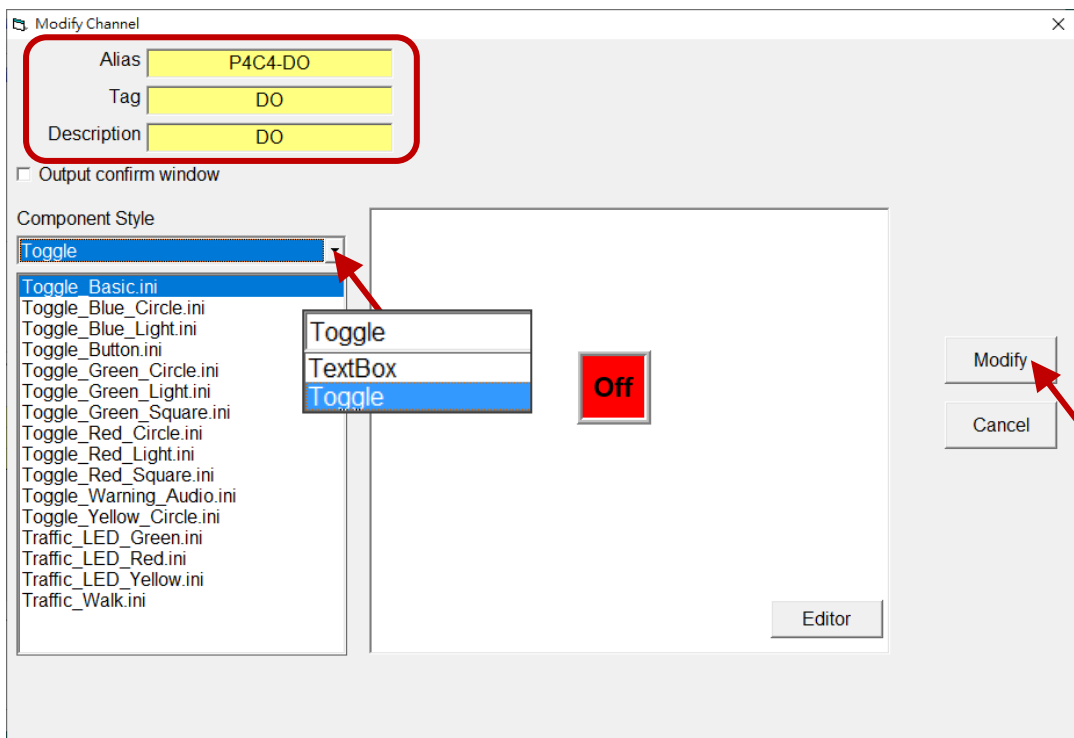 Modify Channel
Alias P4C4-DO
Tag DO
Description DO
Output confirm window
Component Style
Toggle
Toggle_Basic.ini
Toggle_Blue_Circle.ini
Toggle_Blue_Light.ini
Toggle_Button.ini
Toggle_Green_Circle.ini
Toggle_Green_Light.ini
Toggle_Green_Square.ini
Toggle_Red_Circle.ini
Toggle_Red_Light.ini
Toggle_Red_Square.ini
Toggle_Warning_Audio.ini
Toggle_Yellow_Circle.ini
Traffic_LED_Green.ini
Traffic_LED_Red.ini
Traffic_LED_Yellow.ini
Traffic_Walk.ini
Toggle
TextBox
Toggle
Off
Editor
Modify
Cancel